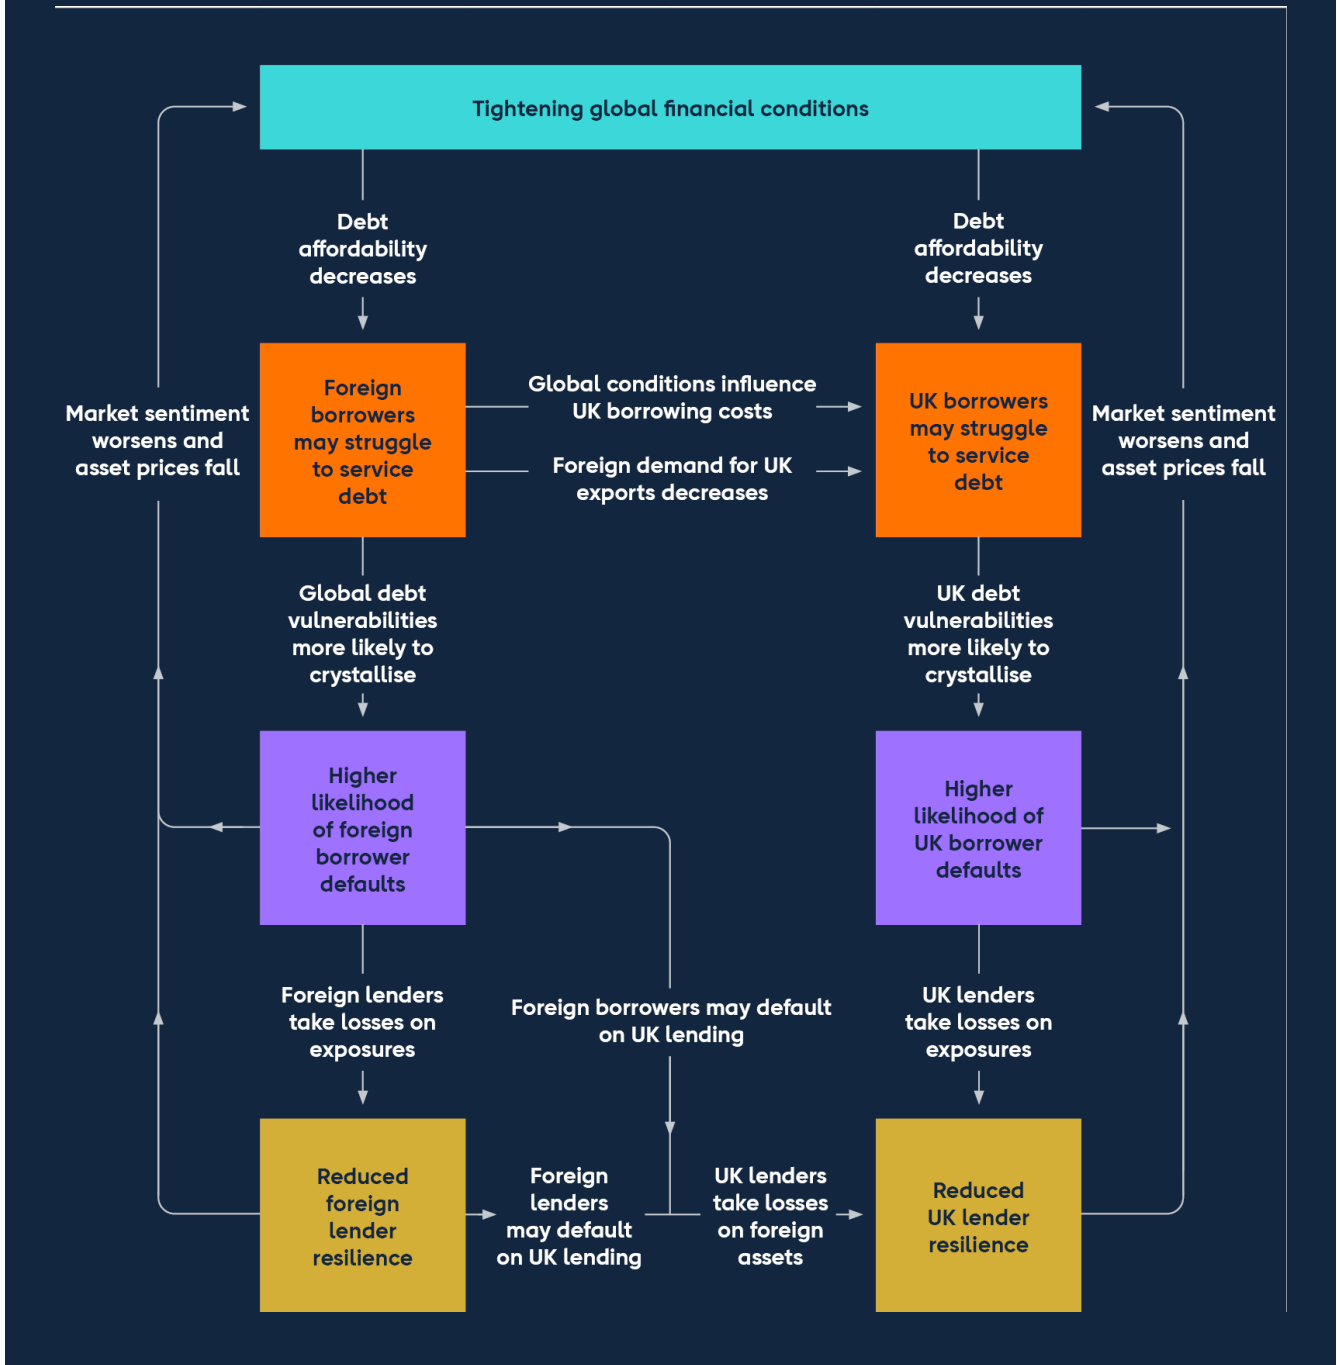 Tightening global financial conditions
Debt
affordability
decreases
Debt
affordability
decreases
Market sentiment
worsens and
asset prices fall
Foreign
borrowers
may struggle
to service
debt
Global conditions influence
UK borrowing costs
Foreign demand for UK
exports decreases
UK borrowers
may struggle
to service
debt
Market sentiment
worsens and
asset prices fall
Global debt
vulnerabilities
more likely to
crystallise
UK debt
vulnerabilities
more likely to
crystallise
Higher
likelihood
of foreign
borrower
defaults
Higher
likelihood of
UK borrower
defaults
Foreign lenders
take losses on
exposures
Foreign borrowers may default
on UK lending
UK lenders
take losses on
exposures
Reduced
foreign
lender
resilience
Foreign
lenders
may default
on UK lending
UK lenders
take losses
on foreign
assets
Reduced
UK lender
resilience